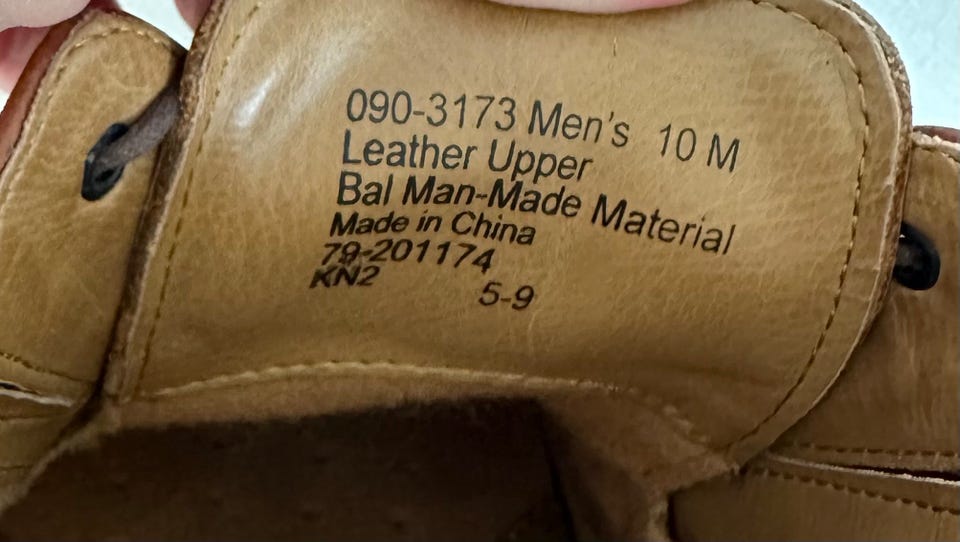 090-3173 Men's 10 M
Leather Upper
Bal Man-Made Material
Made in China
79-201174
KN2
5-9